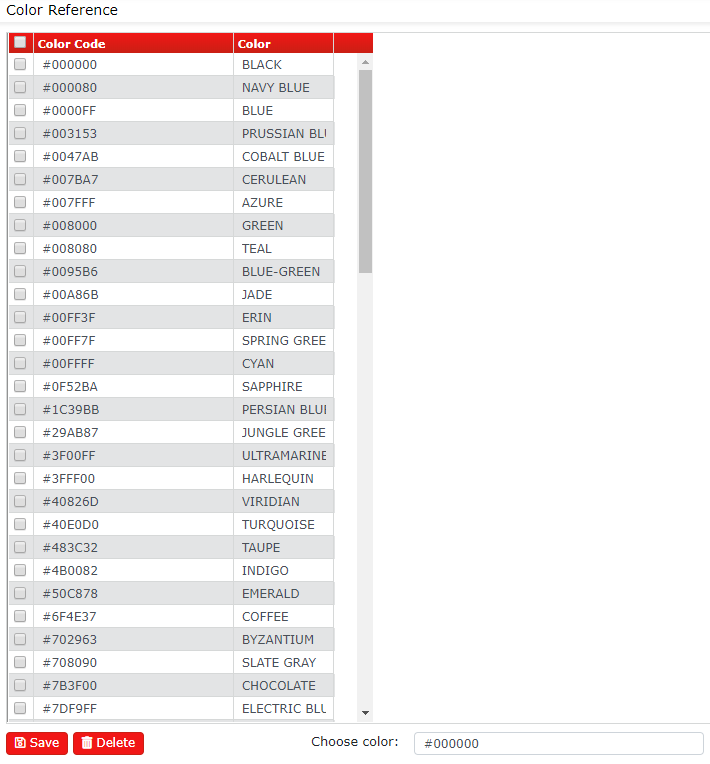 Color Reference
Color Code Color
#000000 BLACK
#000080 NAVY BLUE
#0000FF BLUE
#003153 PRUSSIAN BLU
#0047AB COBALT BLUE
#007BA7 CERULEAN
#007FFF AZURE
#008000 GREEN
#008080 TEAL
#0095B6 BLUE-GREEN
#00A86B JADE
#00FF3F ERIN
#00FF7F SPRING GREE
#00FFFF CYAN
#0F52BA SAPPHIRE
#1C39BB PERSIAN BLUE
#29AB87 JUNGLE GREE
#3F00FF ULTRAMARINE
#3FFF00 HARLEQUIN
#40826D VIRIDIAN
#40E0D0 TURQUOISE
#483C32 TAUPE
#4B0082 INDIGO
#50C878 EMERALD
#6F4E37 COFFEE
#702963 BYZANTIUM
#708090 SLATE GRAY
#7B3F00 CHOCOLATE
#7DF9FF ELECTRIC BLU
Save Delete Choose color: #000000